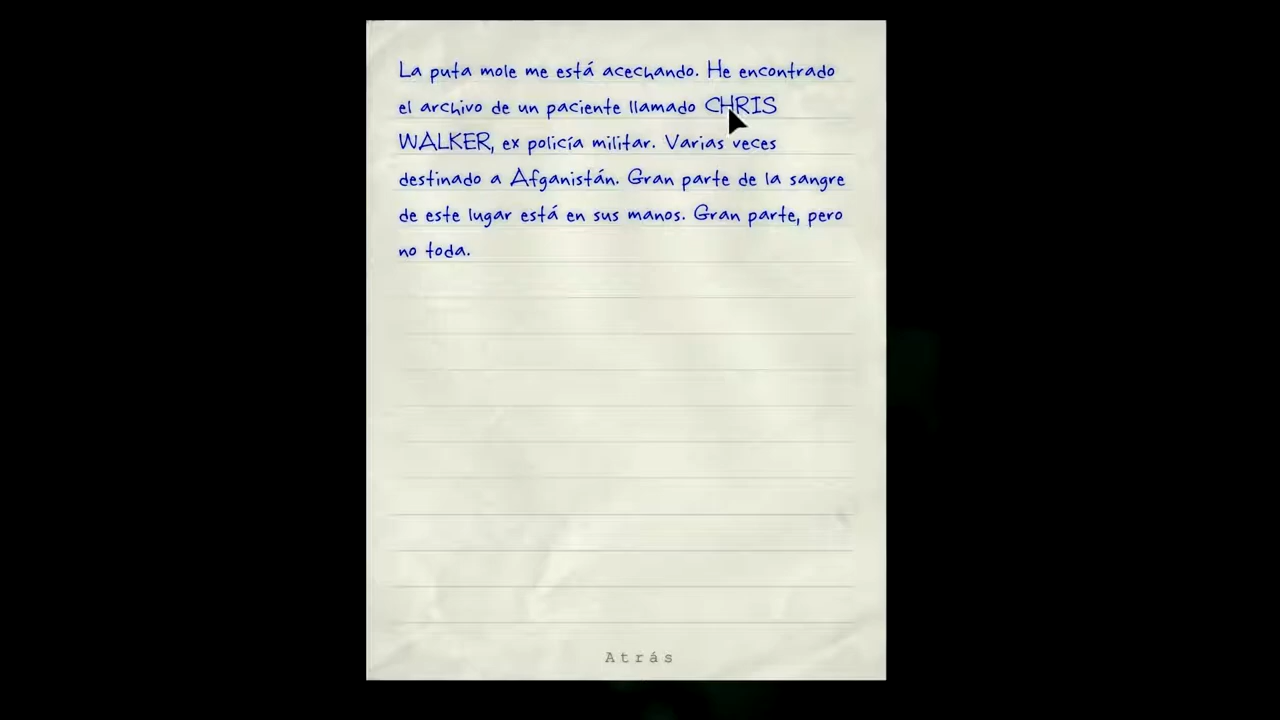 La puta mole me está acechando. He encontrado
el archivo de un paciente llamado CHRIS
WALKER, ex policía militar. Varias veces
destinado a Afganistán. Gran parte de la sangre
de este lugar está en sus manos. Gran parte, pero
no toda.
Atrás